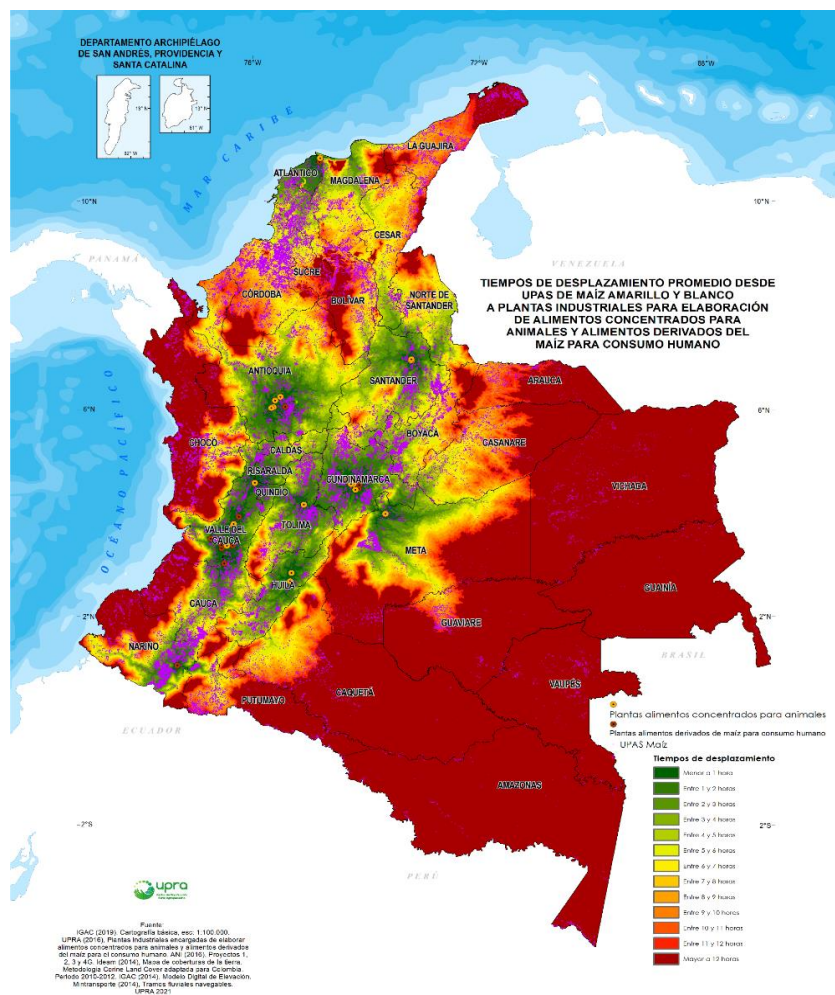 DEPARTAMENTO ARCHIPIÉLAGO
DE SAN ANDRÉS, PROVIDENCIA Y
SANTA CATALINA
76°W
72°W
68°W
MAR CARIBE
LA GUAJIRA
ATLÁNTICO
MAGDALENA
10°N
10°N
CESAR
PANAMÁ
VENEZUELA
SUCRE
CÓRDOBA
BOLÍVAR
NORTE DE
SANTANDER
TIEMPOS DE DESPLAZAMIENTO PROMEDIO DESDE
UPAS DE MAÍZ AMARILLO Y BLANCO
A PLANTAS INDUSTRIALES PARA ELABORACIÓN
DE ALIMENTOS CONCENTRADOS PARA
ANIMALES Y ALIMENTOS DERIVADOS DEL
MAÍZ PARA CONSUMO HUMANO
ANTIOQUIA
SANTANDER
ARAUCA
6°N
6°N
OCÉANO PACÍFICO
CHOCÓ
BOYACÁ
CASANARE
CALDAS
RISARALDA
CUNDINAMARCA
QUINDÍO
VICHADA
TOLIMA
VALLE DEL
CAUCA
META
HUILA
GUAINÍA
CAUCA
2°N
2°N
GUAVIARE
NARIÑO
BRASIL
VAUPÉS
CAQUETÁ
PUTUMAYO
ECUADOR
Plantas alimentos concentrados para animales
Plantas alimentos derivados de maíz para consumo humano
UPAS Maíz
Tiempos de desplazamiento
Menor a 1 hora
Entre 1 y 2 horas
Entre 2 y 3 horas
Entre 3 y 4 horas
Entre 4 y 5 horas
Entre 5 y 6 horas
Entre 6 y 7 horas
Entre 7 y 8 horas
Entre 8 y 9 horas
Entre 9 y 10 horas
Entre 10 y 11 horas
Entre 11 y 12 horas
Mayor a 12 horas
AMAZONAS
2°S
2°S
PERÚ
upra
Fuente:
IGAC (2019). Cartografía básica, esc. 1:100.000.
UPRA (2016), Plantas Industriales encargadas de elaborar
alimentos concentrados para animales y alimentos derivados
del maíz para el consumo humano. ANI (2016). Proyectos 1,
2, 3 y 4G. Ideam (2014), Mapa de coberturas de la tierra.
Metodología Corine Land Cover adaptada para Colombia
Periodo 2010-2012. IGAC (2014). Modelo Digital de Elevación.
Mintransporte (2014), Tramos fluviales navegables.
UPRA 2021